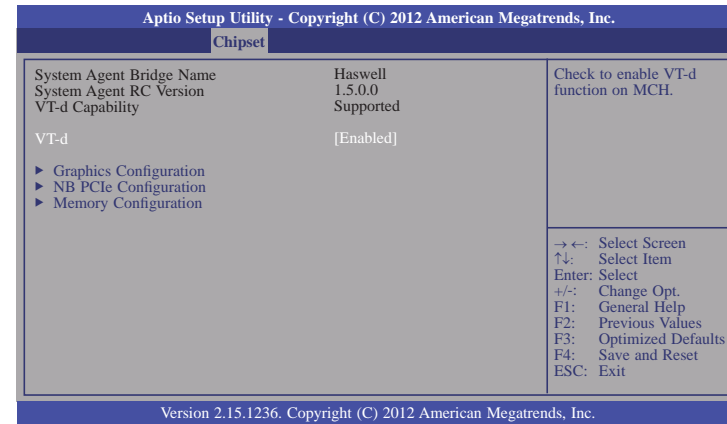 Aptio Setup Utility - Copyright (C) 2012 American Megatrends, Inc.
Chipset
System Agent Bridge Name Haswell
System Agent RC Version 1.5.0.0
VT-d Capability Supported
VT-d [Enabled]
▶ Graphics Configuration
▶ NB PCIe Configuration
▶ Memory Configuration
Check to enable VT-d
function on MCH.
→ ←: Select Screen
↑↓: Select Item
Enter: Select
+/-: Change Opt.
F1: General Help
F2: Previous Values
F3: Optimized Defaults
F4: Save and Reset
ESC: Exit
Version 2.15.1236. Copyright (C) 2012 American Megatrends, Inc.